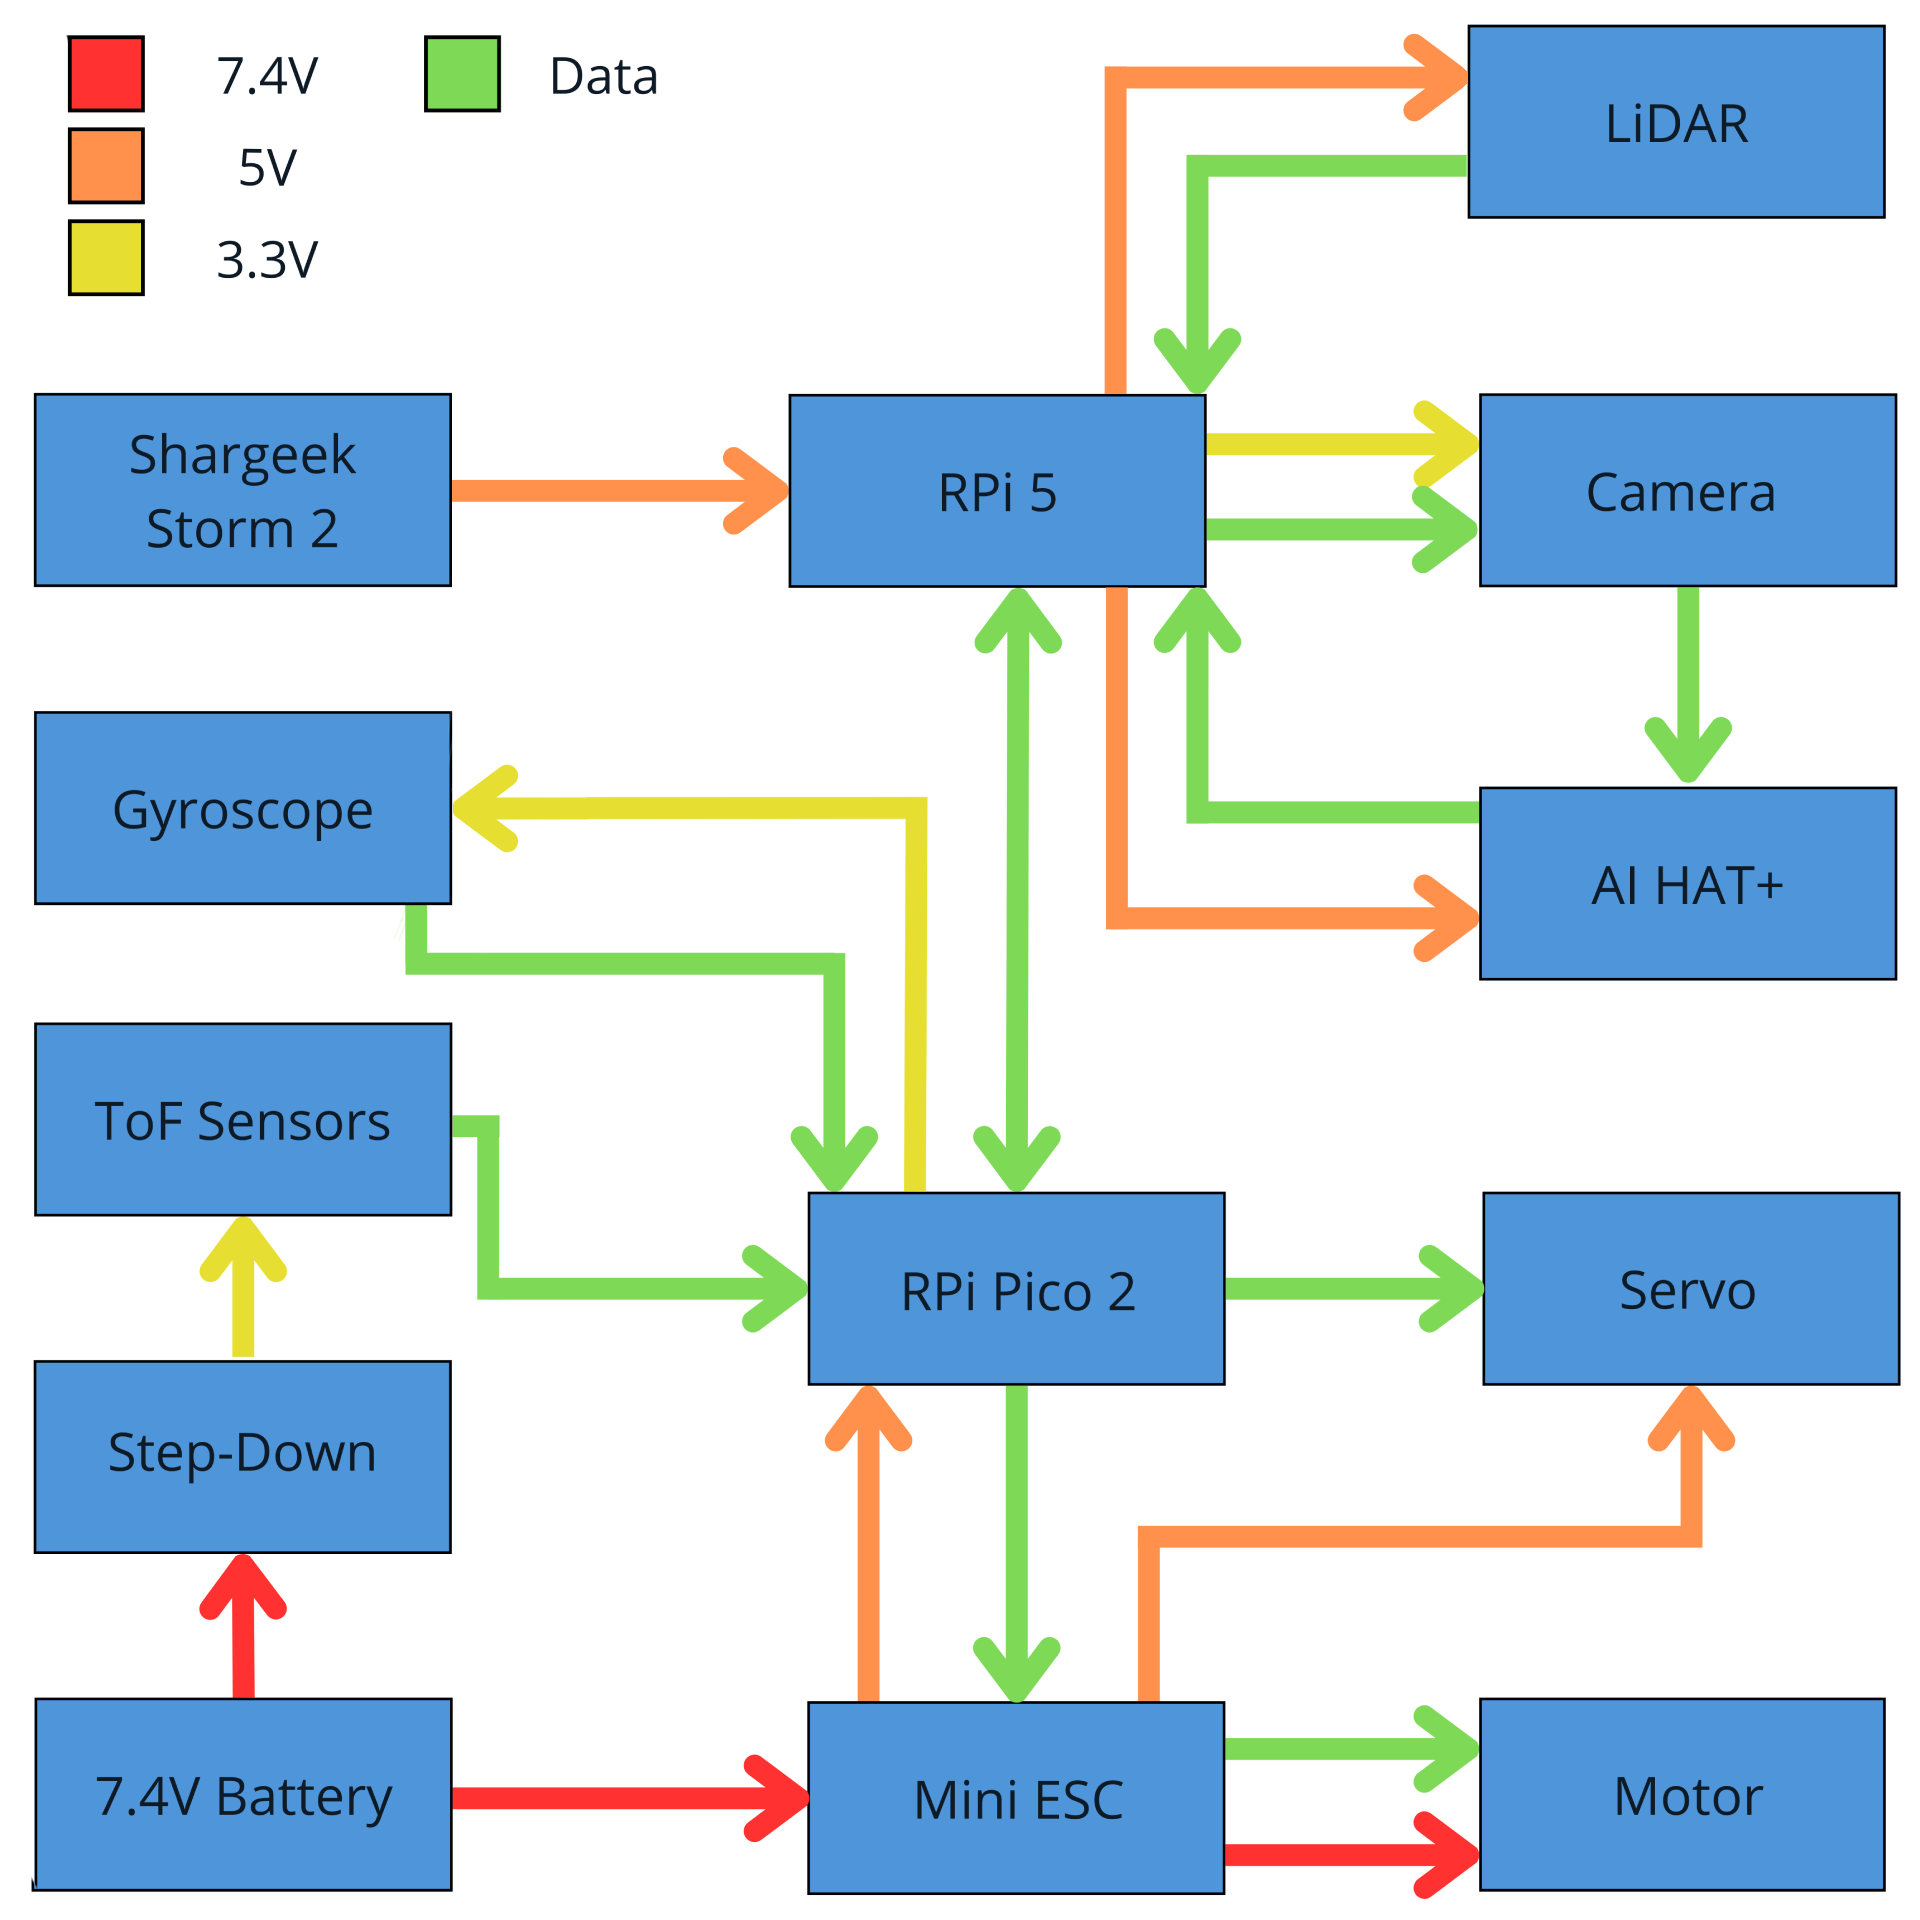 7.4V
Data
5V
3.3V
LiDAR
Shargeek
Storm 2
RPi 5
Camera
Gyroscope
AI HAT+
ToF Sensors
RPi Pico 2
Servo
Step-Down
7.4V Battery
Mini ESC
Motor